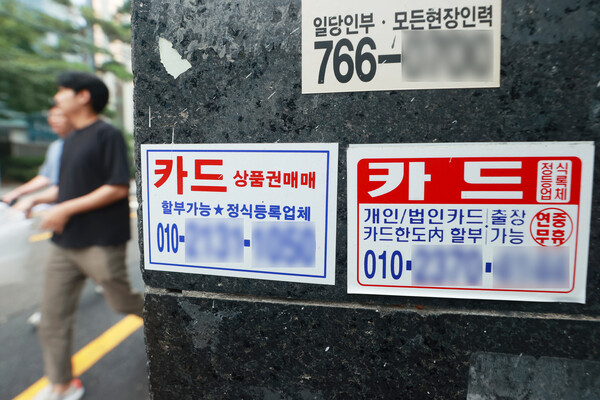 일당인부 · 모든현장인력
766-
카드 상품권매매
할부가능★정식등록업체
010-
카드
정식
등록
업체
개인/법인카드 출장
카드한도内 할부 가능
연중
무휴
010-